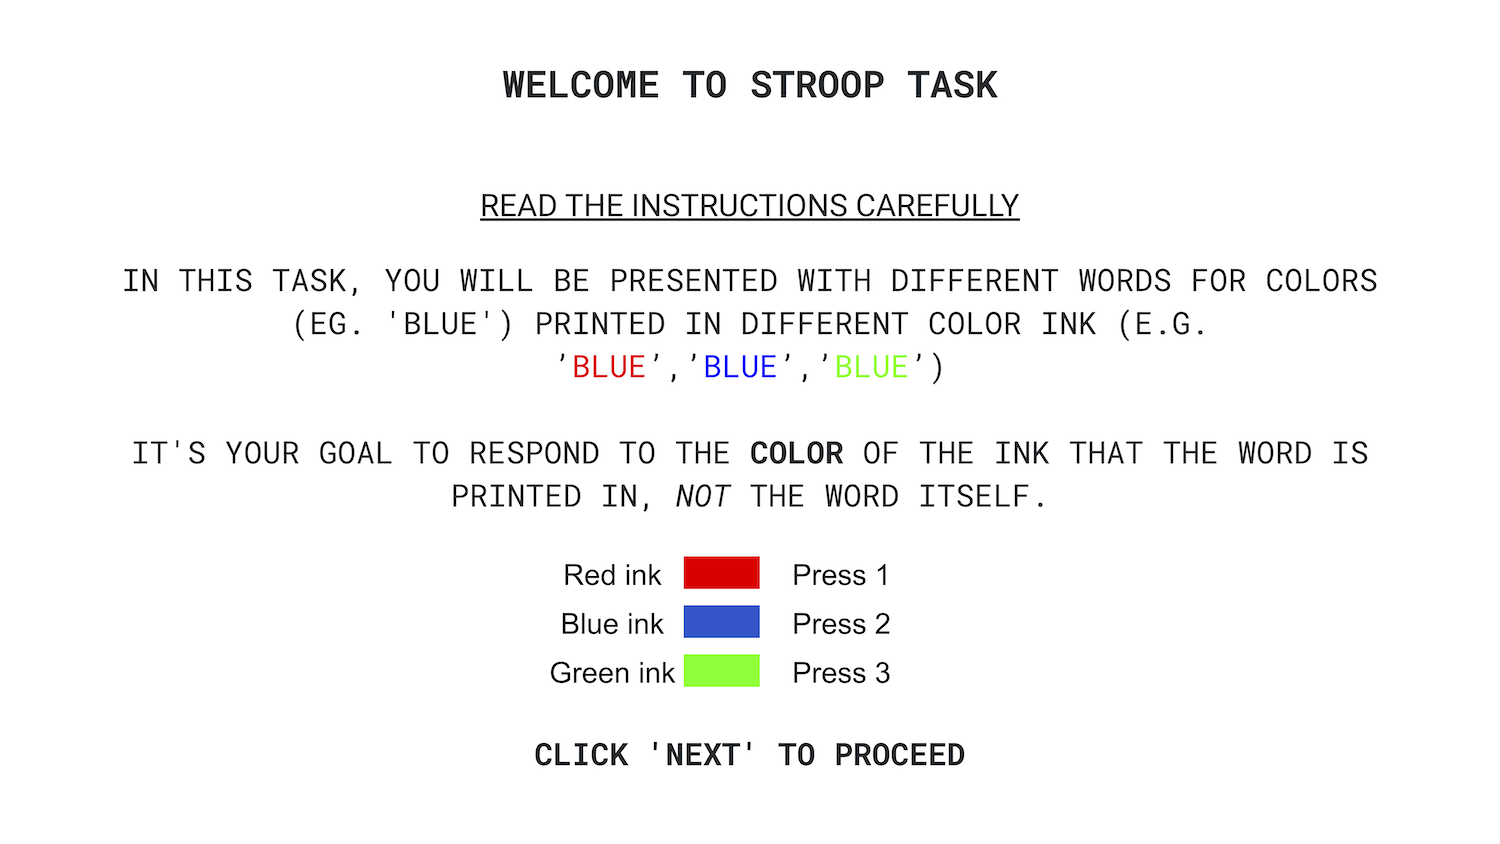 WELCOME TO STROOP TASK
READ THE INSTRUCTIONS CAREFULLY
IN THIS TASK, YOU WILL BE PRESENTED WITH DIFFERENT WORDS FOR COLORS
(EG. 'BLUE') PRINTED IN DIFFERENT COLOR INK (E.G.
’BLUE’,’BLUE’,’BLUE’)
IT'S YOUR GOAL TO RESPOND TO THE COLOR OF THE INK THAT THE WORD IS
PRINTED IN, NOT THE WORD ITSELF.
Red ink Press 1
Blue ink Press 2
Green ink Press 3
CLICK 'NEXT' TO PROCEED